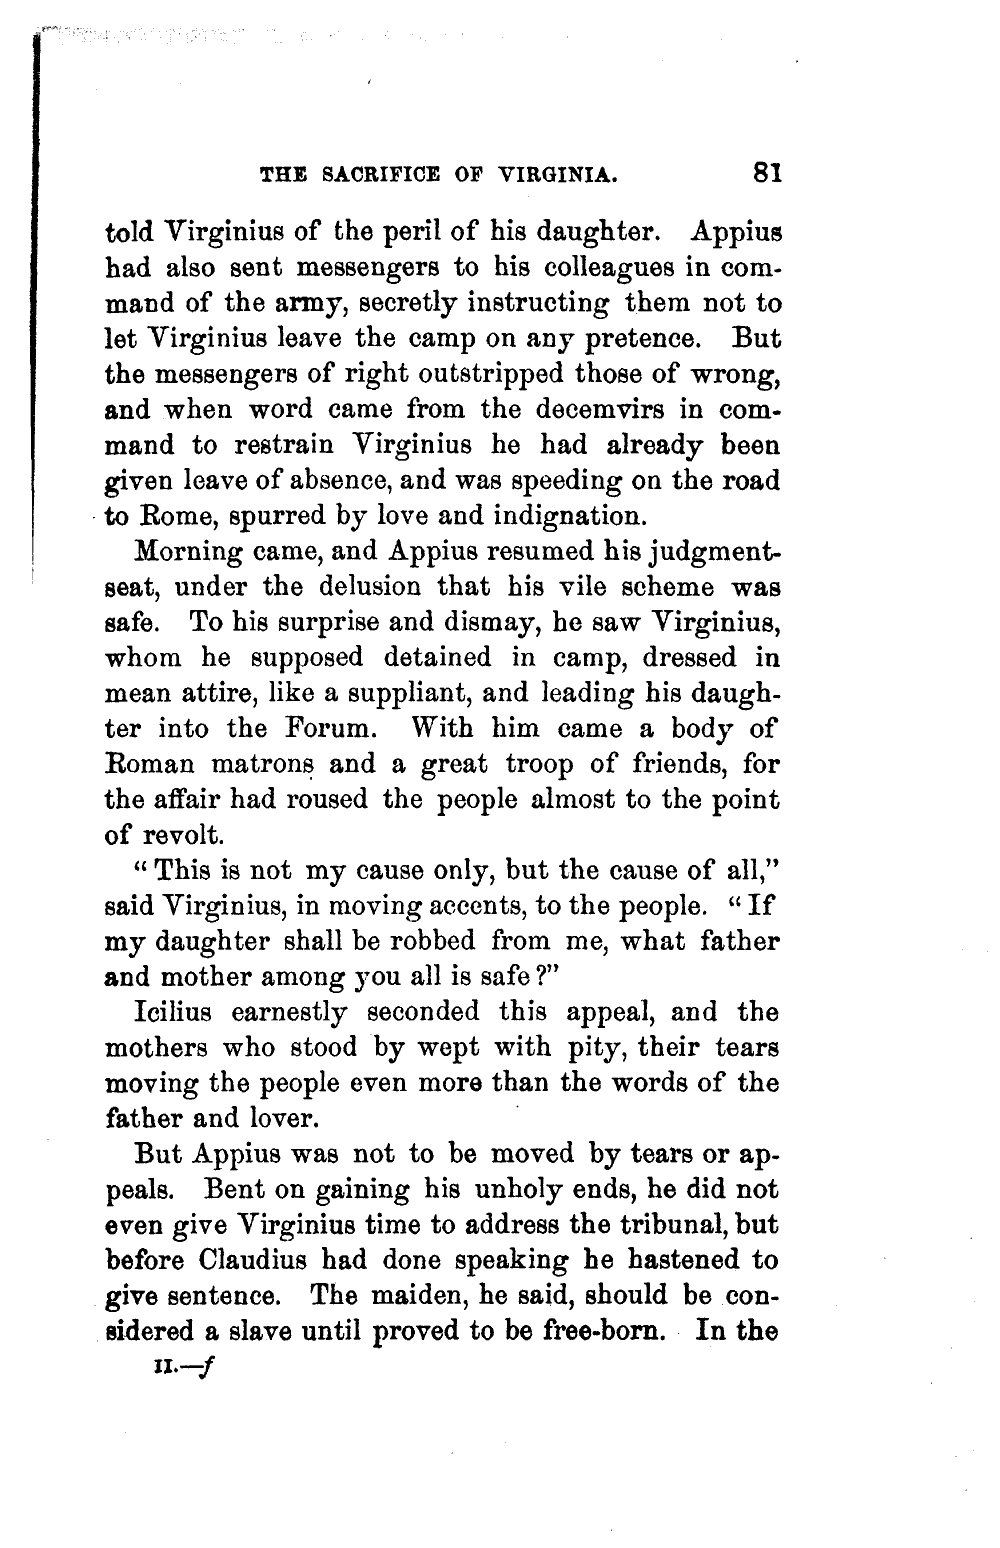 THE SACRIFICE OF VIRGINIA. 81
told Virginius of the peril of his daughter. Appius
had also sent messengers to his colleagues in com-
mand of the army, secretly instructing them not to
let Virginius leave the camp on any pretence. But
the messengers of right outstripped those of wrong,
and when word came from the decemvirs in com-
mand to restrain Virginius he had already been
given leave of absence, and was speeding on the road
to Rome, spurred by love and indignation.
Morning came, and Appius resumed his judgment-
seat, under the delusion that his vile scheme was
safe. To his surprise and dismay, he saw Virginius,
whom he supposed detained in camp, dressed in
mean attire, like a suppliant, and leading his daugh-
ter into the Forum. With him came a body of
Roman matrons and a great troop of friends, for
the affair had roused the people almost to the point
of revolt.
“This is not my cause only, but the cause of all,”
said Virginius, in moving accents, to the people. “If
my daughter shall be robbed from me, what father
and mother among you all is safe?”
Icilius earnestly seconded this appeal, and the
mothers who stood by wept with pity, their tears
moving the people even more than the words of the
father and lover.
But Appius was not to be moved by tears or ap-
peals. Bent on gaining his unholy ends, he did not
even give Virginius time to address the tribunal, but
before Claudius had done speaking he hastened to
give sentence. The maiden, he said, should be con-
sidered a slave until proved to be free-born. In the
II.—f